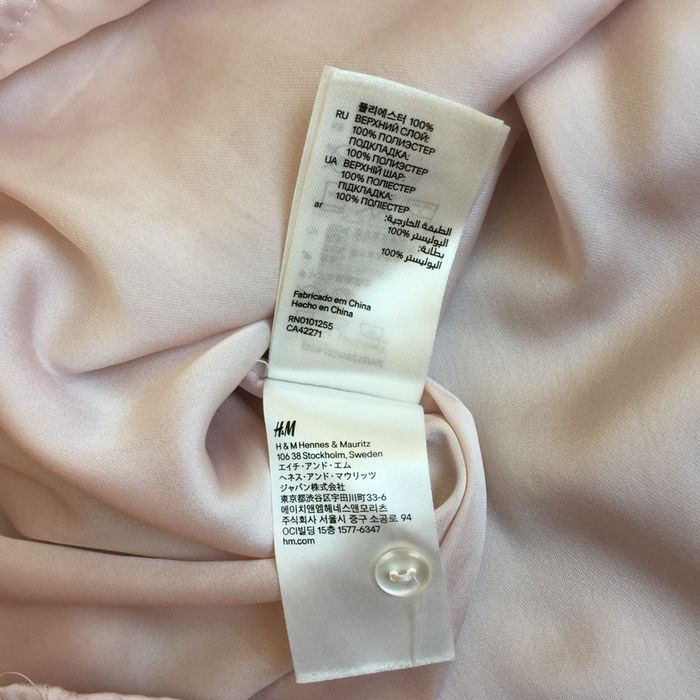 폴리에스터 100%
RU ВЕРХНИЙ СЛОЙ:
100% ПОЛИЭСТЕР
ПОДКЛАДКА:
100% ПОЛИЭСТЕР
UA ВЕРХНІЙ ШАР:
100% ПОЛІЕСТЕР
ПІДКЛАДКА:
100% ПОЛІЕСТЕР
ar
الطبقة الخارجية:
البوليستر 100%
بطانة:
البوليستر 100%
Fabricado em China
Hecho en China
RN0101255
CA42271
H&M
H & M Hennes & Mauritz
106 38 Stockholm, Sweden
エイチ・アンド・エム
ヘネス・アンド・マウリッツ
ジャパン株式会社
東京都渋谷区宇田川町33-6
에이치앤엠헤네스앤모리츠
주식회사 서울시 중구 소공로 94
OCI빌딩 15층 1577-6347
hm.com